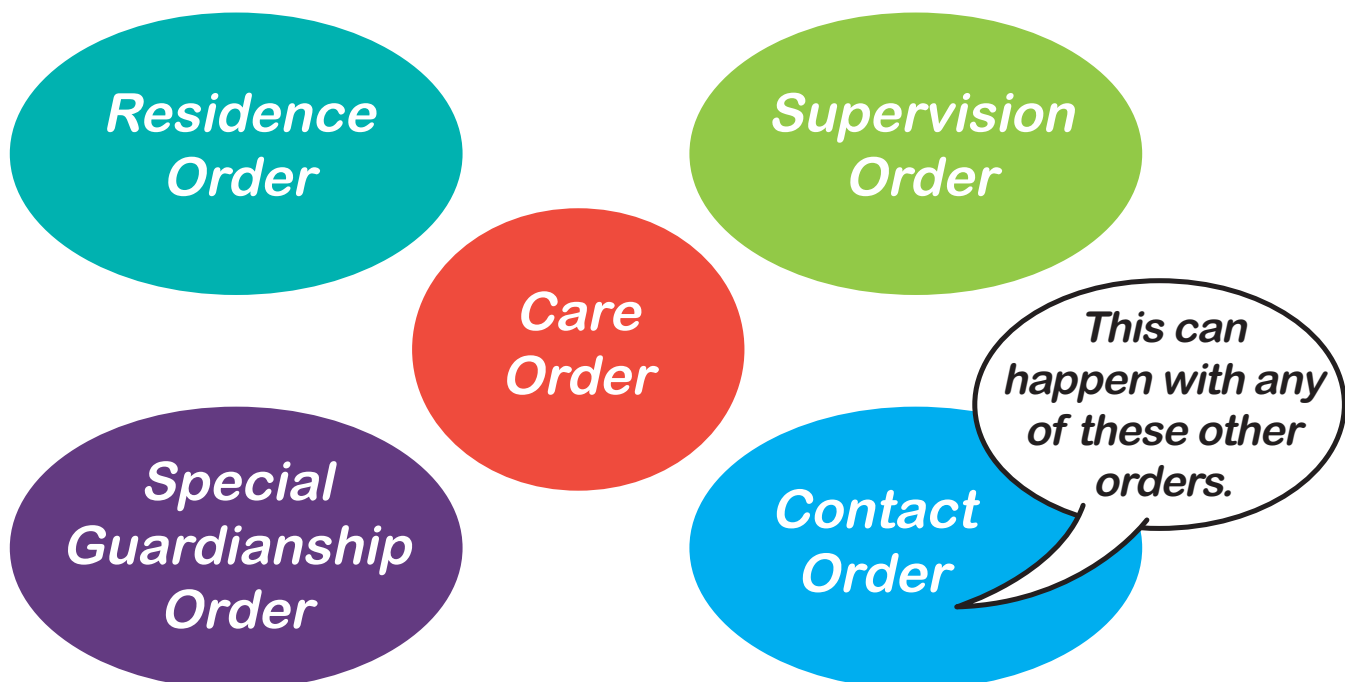 Residence
Order
Supervision
Order
Care
Order
This can
happen with any
of these other
orders.
Special
Guardianship
Order
Contact
Order